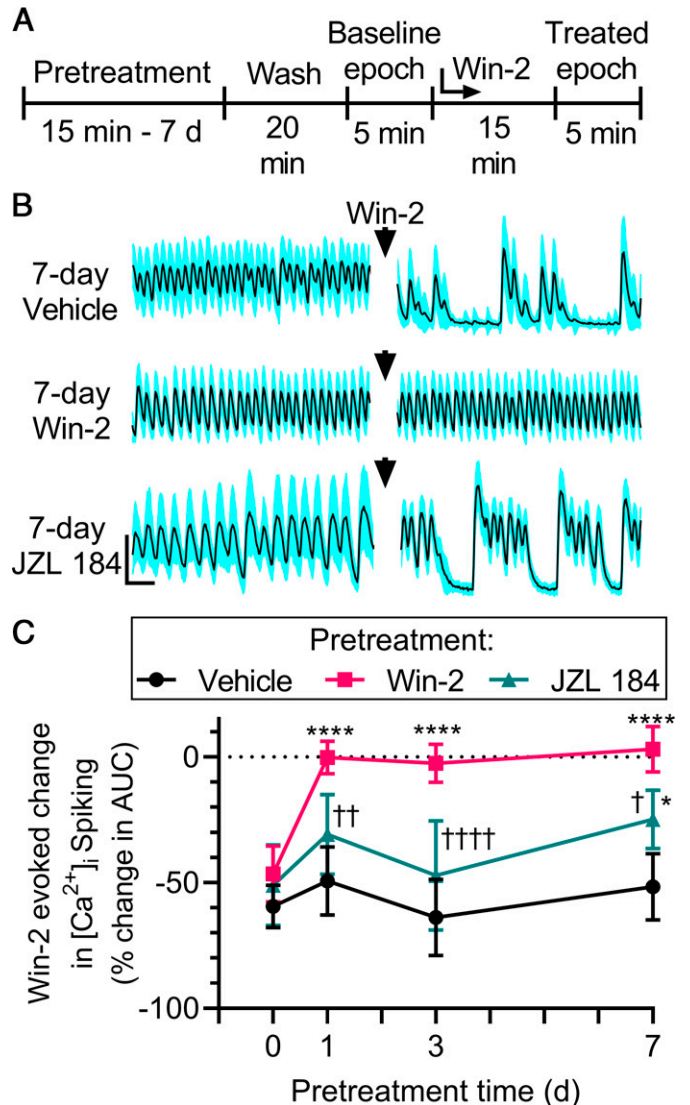 A
Pretreatment
Wash
Baseline
epoch
Win-2
Treated
epoch
15 min - 7 d
20
min
5 min
15
min
5 min
B
Win-2
7-day
Vehicle
7-day
Win-2
7-day
JZL 184
C
Pretreatment:
Vehicle Win-2 JZL 184
Win-2 evoked change
in [Ca²⁺]ᵢ Spiking
(% change in AUC)
0
-50
-100
**** **** ****
†† †††† † *
0 1 3 7
Pretreatment time (d)